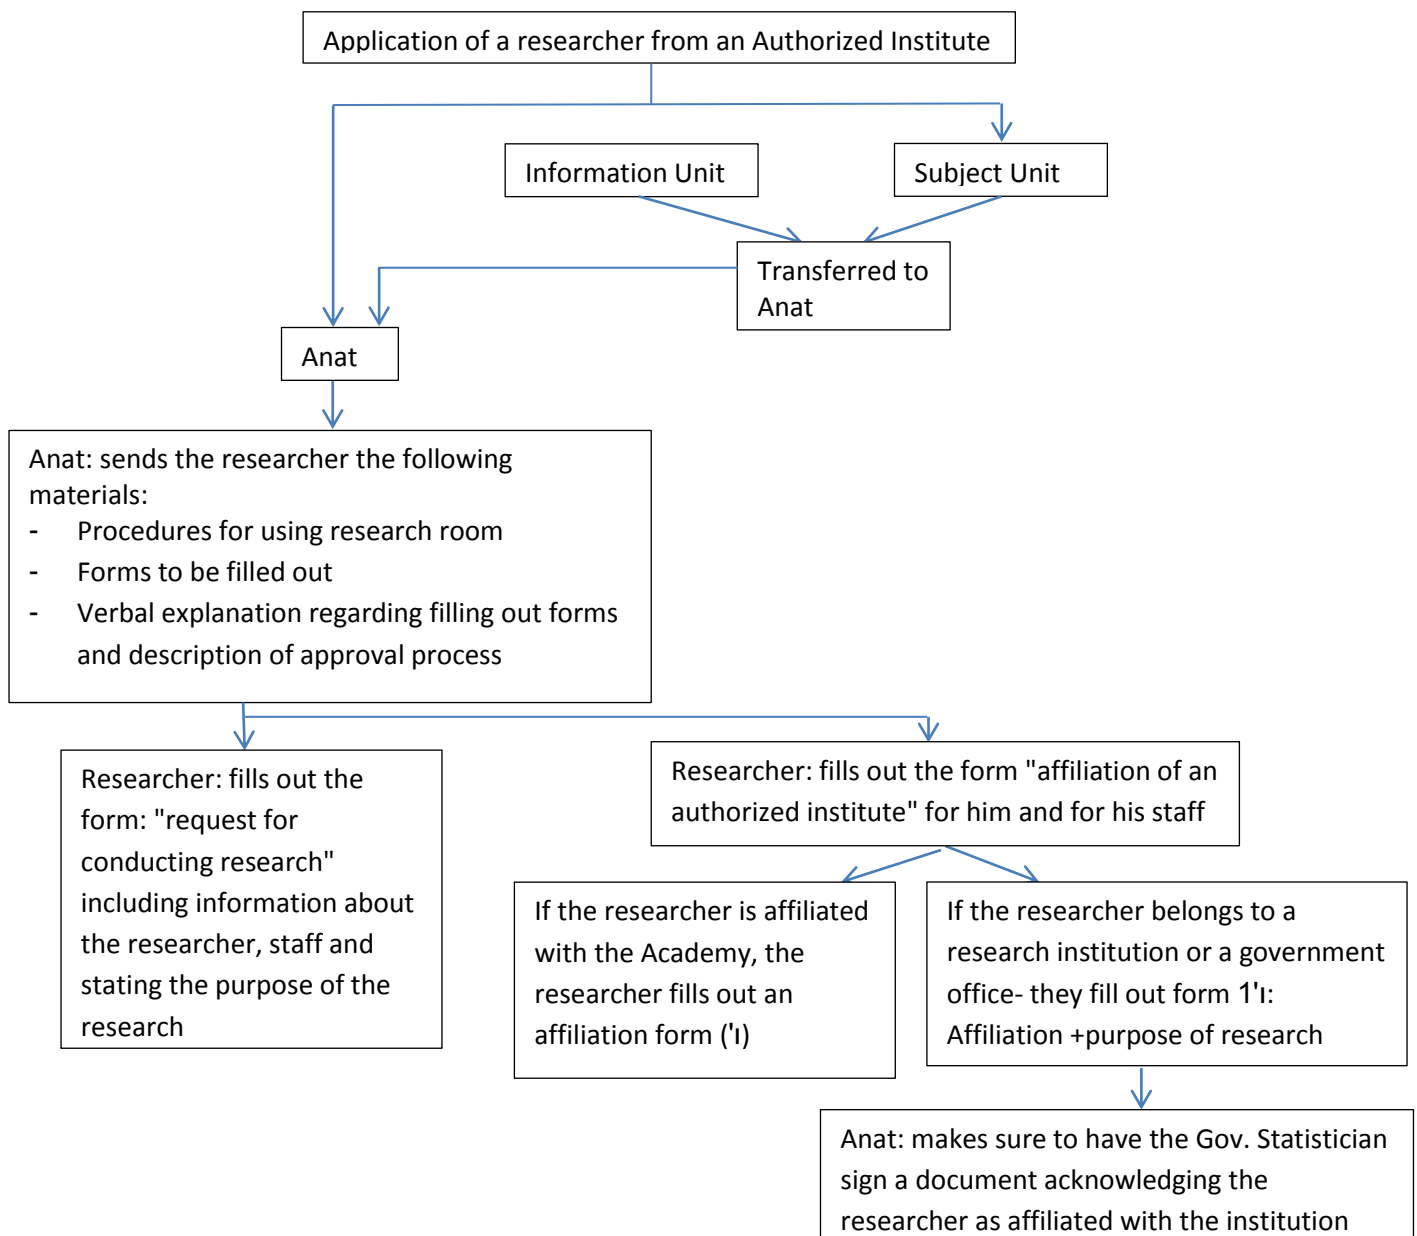 Application of a researcher from an Authorized Institute
Information Unit
Subject Unit
Transferred to
Anat
Anat
Anat: sends the researcher the following
materials:
- Procedures for using research room
- Forms to be filled out
- Verbal explanation regarding filling out forms
and description of approval process
Researcher: fills out the
form: "request for
conducting research"
including information about
the researcher, staff and
stating the purpose of the
research
Researcher: fills out the form "affiliation of an
authorized institute" for him and for his staff
If the researcher is affiliated
with the Academy, the
researcher fills out an
affiliation form (ו')
If the researcher belongs to a
research institution or a government
office- they fill out form ו'1:
Affiliation +purpose of research
Anat: makes sure to have the Gov. Statistician
sign a document acknowledging the
researcher as affiliated with the institution